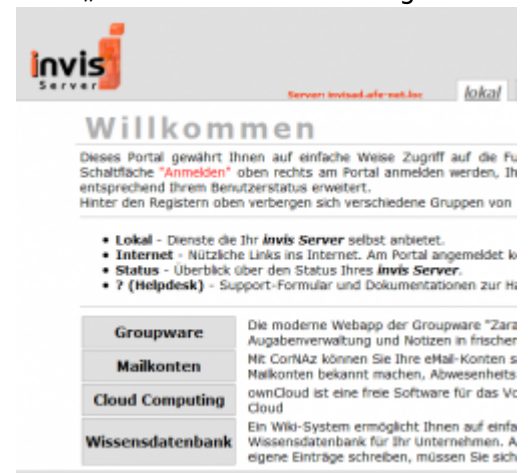 invis
Server
Server: invisad.afe-net.loc
lokal
Willkommen
Dieses Portal gewährt Ihnen auf einfache Weise Zugriff auf die Fu
Schaltfläche "Anmelden" oben rechts am Portal anmelden werden, Ih
entsprechend Ihrem Benutzerstatus erweitert.
Hinter den Registern oben verbergen sich verschiedene Gruppen von
• Lokal - Dienste die Ihr invis Server selbst anbietet.
• Internet - Nützliche Links ins Internet. Am Portal angemeldet k
• Status - Überblick über den Status Ihres invis Server.
• ? (Helpdesk) - Support-Formular und Dokumentationen zur Ha
Groupware
Die moderne Webapp der Groupware "Zara
Augabenverwaltung und Notizen in frischer
Mailkonten
Mit CorNAz können Sie Ihre eMail-Konten s
Mailkonten bekannt machen, Abwesenheits
Cloud Computing
ownCloud ist eine freie Software für das Vo
Cloud
Wissensdatenbank
Ein Wiki-System ermöglicht Ihnen auf einfa
Wissensdatenbank für Ihr Unternehmen. A
eigene Einträge schreiben, müssen Sie sich